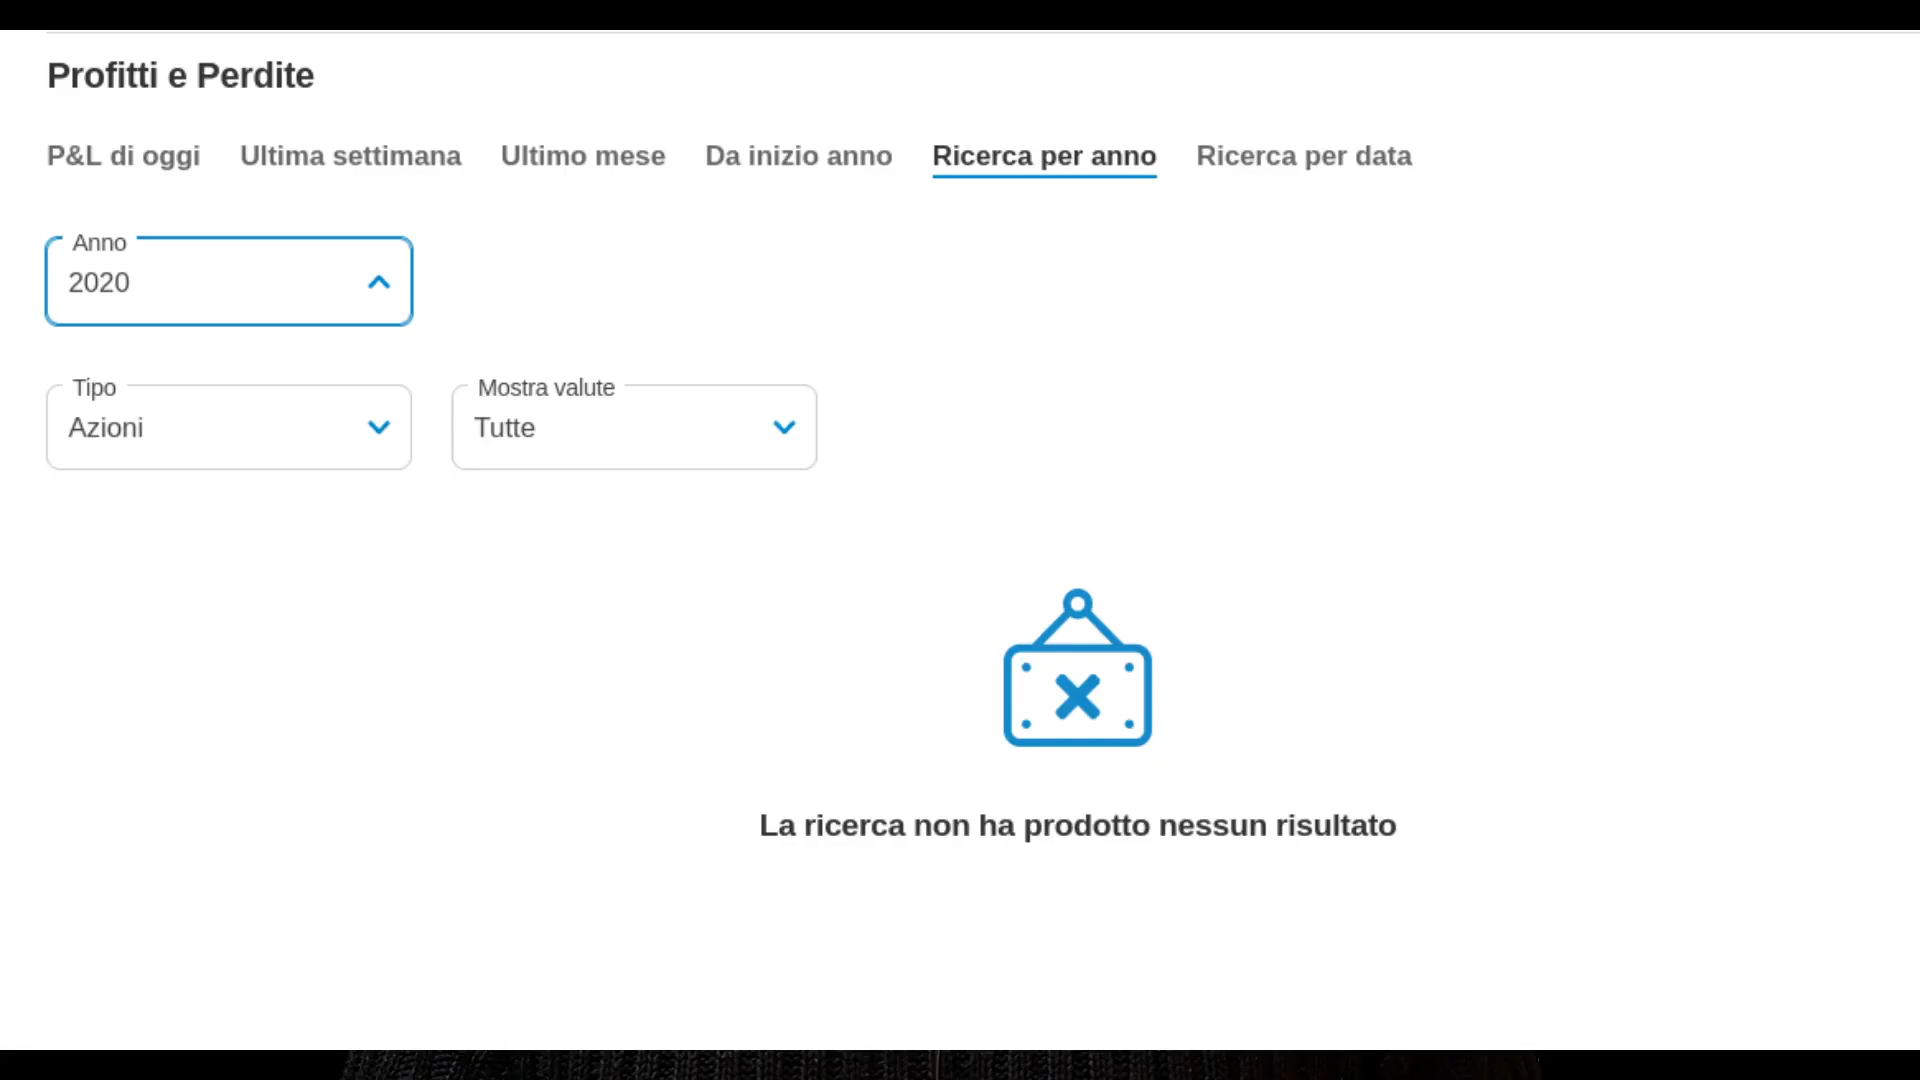 Profitti e Perdite
P&L di oggi Ultima settimana Ultimo mese Da inizio anno Ricerca per anno Ricerca per data
Anno
2020
Tipo Mostra valute
Azioni Tutte
La ricerca non ha prodotto nessun risultato